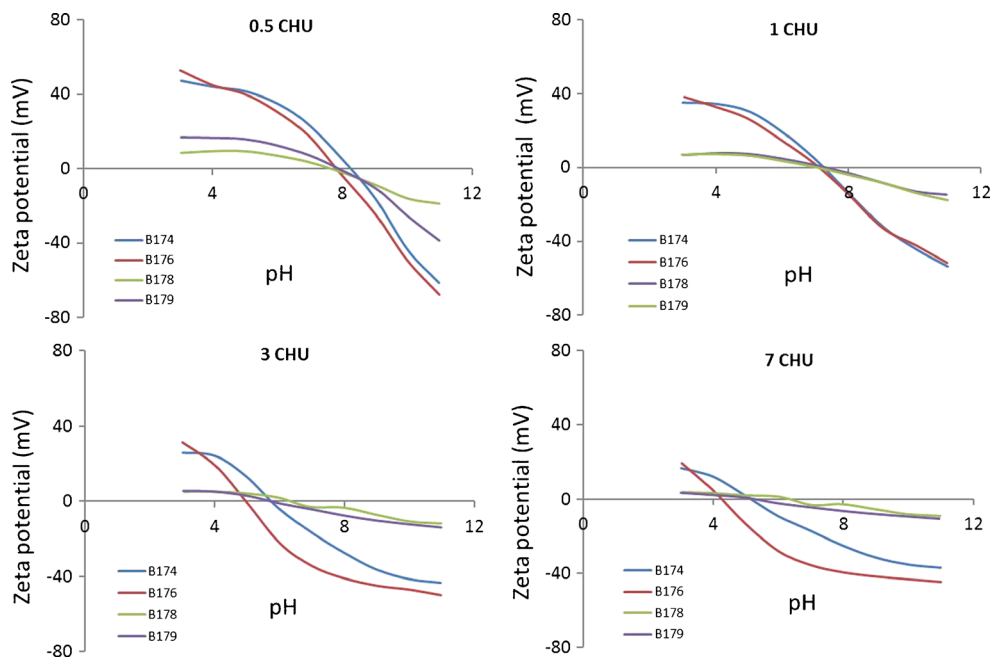 0.5 CHU
Zeta potential (mV)
80
40
0
-40
-80
0 4 8 12
pH
B174
B176
B178
B179
1 CHU
Zeta potential (mV)
80
40
0
-40
-80
0 4 8 12
pH
B174
B176
B178
B179
3 CHU
Zeta potential (mV)
80
40
0
-40
-80
0 4 8 12
pH
B174
B176
B178
B179
7 CHU
Zeta potential (mV)
80
40
0
-40
-80
0 4 8 12
pH
B174
B176
B178
B179